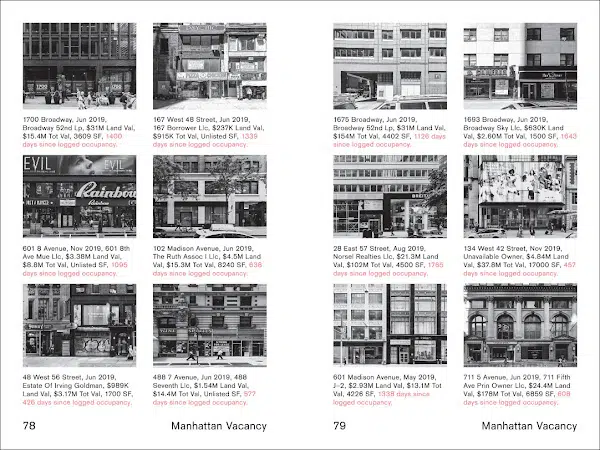 EVIL
Rainbow
1700 Broadway, Jun 2019,
Broadway 52nd Lp, $31M Land Val,
$15.4M Tot Val, 3609 SF, 1400
days since logged occupancy.
167 West 48 Street, Jun 2019,
167 Borrower Llc, $237K Land Val,
$915K Tot Val, Unlisted SF, 1339
days since logged occupancy.
601 8 Avenue, Nov 2019, 601 8th
Ave Mue Llc, $3.38M Land Val,
$8.8M Tot Val, Unlisted SF, 1095
days since logged occupancy.
102 Madison Avenue, Jun 2019,
The Ruth Assoc I Llc, $4.5M Land
Val, $15.3M Tot Val, 6240 SF, 638
days since logged occupancy.
48 West 56 Street, Jun 2019,
Estate Of Irving Goldman, $989K
Land Val, $3.17M Tot Val, 1700 SF,
426 days since logged occupancy.
488 7 Avenue, Jun 2019, 488
Seventh Llc, $1.54M Land Val,
$14.4M Tot Val, Unlisted SF, 577
days since logged occupancy.
78
Manhattan Vacancy
1675 Broadway, Jun 2019,
Broadway 52nd Lp, $31M Land Val,
$154M Tot Val, 4402 SF, 1126 days
since logged occupancy.
1693 Broadway, Jun 2019,
Broadway Sky Llc, $630K Land
Val, $2.60M Tot Val, 1500 SF, 1643
days since logged occupancy.
28 East 57 Street, Aug 2019,
Norsel Realties Llc, $21.3M Land
Val, $102M Tot Val, 4500 SF, 1765
days since logged occupancy.
134 West 42 Street, Nov 2019,
Unavailable Owner, $4.84M Land
Val, $37.8M Tot Val, 17000 SF, 457
days since logged occupancy.
601 Madison Avenue, May 2019,
J-2, $2.93M Land Val, $13.1M Tot
Val, 4226 SF, 1338 days since
logged occupancy.
711 5 Avenue, Jun 2019, 711 Fifth
Ave Prin Owner Llc, $24.4M Land
Val, $178M Tot Val, 6859 SF, 608
days since logged occupancy.
79
Manhattan Vacancy